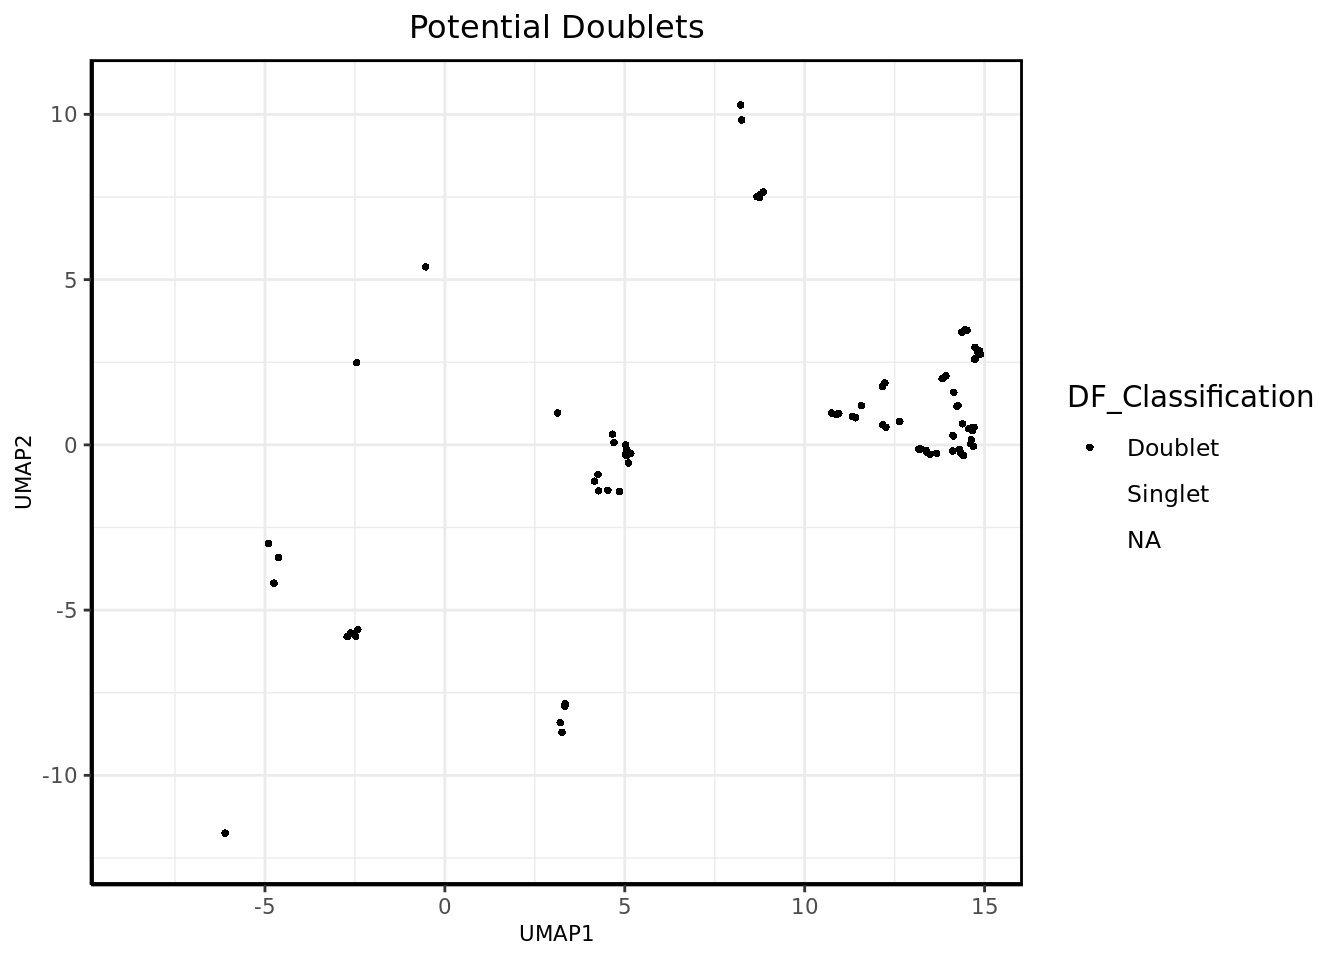 Potential Doublets
10
5
0
-5
-10
UMAP2
-5
0
5
10
15
UMAP1
DF_Classification
Doublet
Singlet
NA